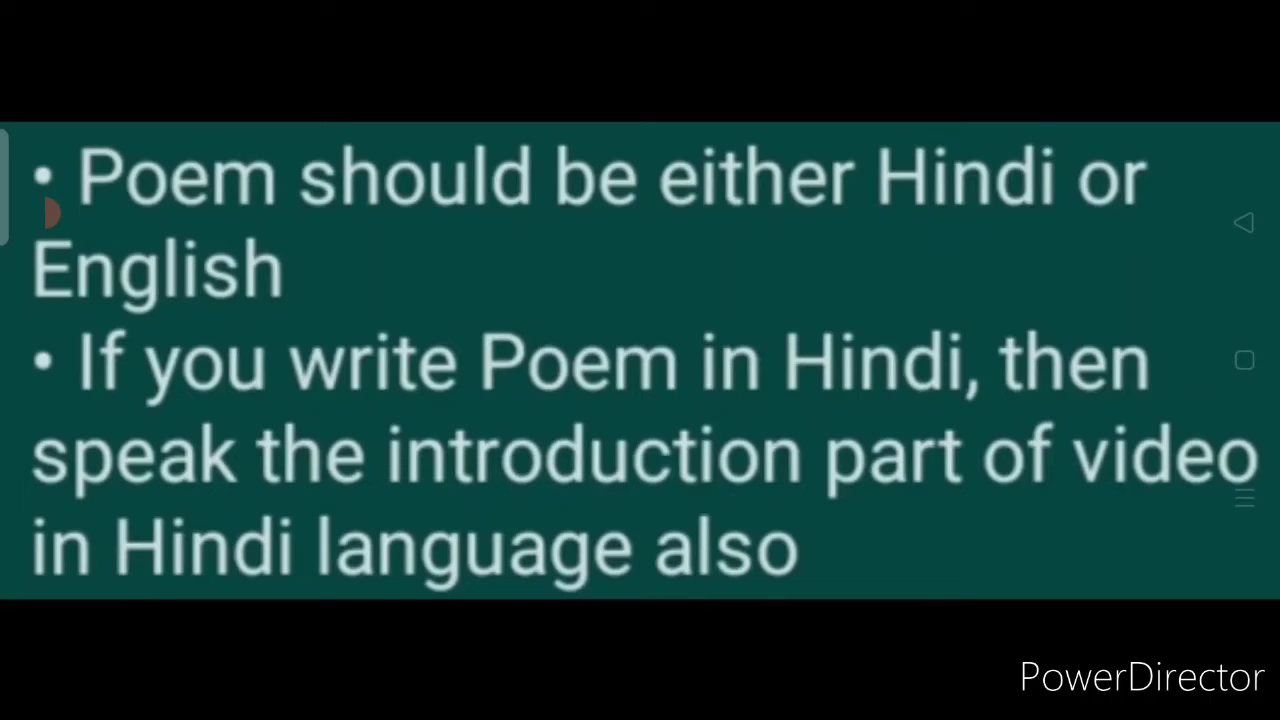 • Poem should be either Hindi or
English
• If you write Poem in Hindi, then
speak the introduction part of video
in Hindi language also
PowerDirector